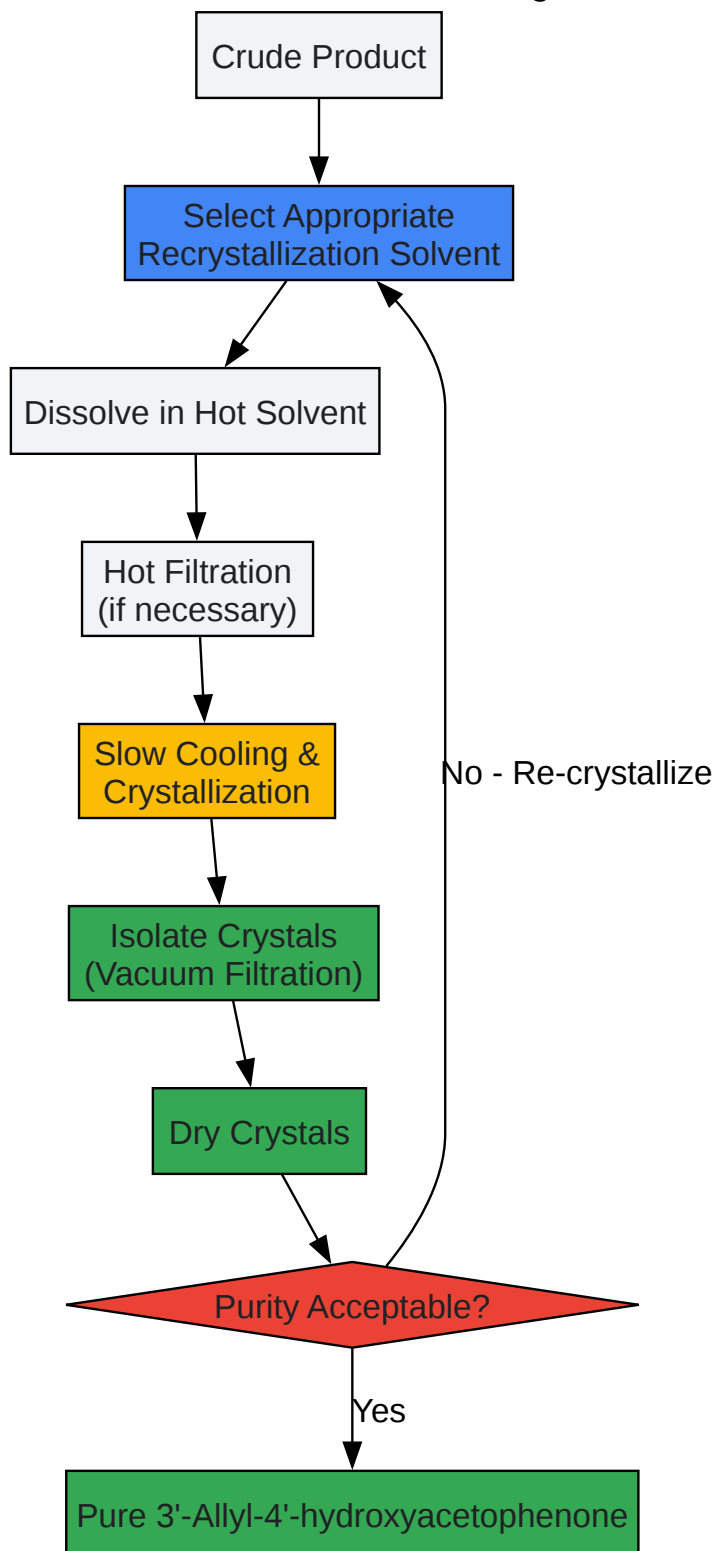 Crude Product
Select Appropriate
Recrystallization Solvent
Dissolve in Hot Solvent
Hot Filtration
(if necessary)
Slow Cooling &
Crystallization
No - Re-crystallize
Isolate Crystals
(Vacuum Filtration)
Dry Crystals
Purity Acceptable?
Yes
Pure 3'-Allyl-4'-hydroxyacetophenone